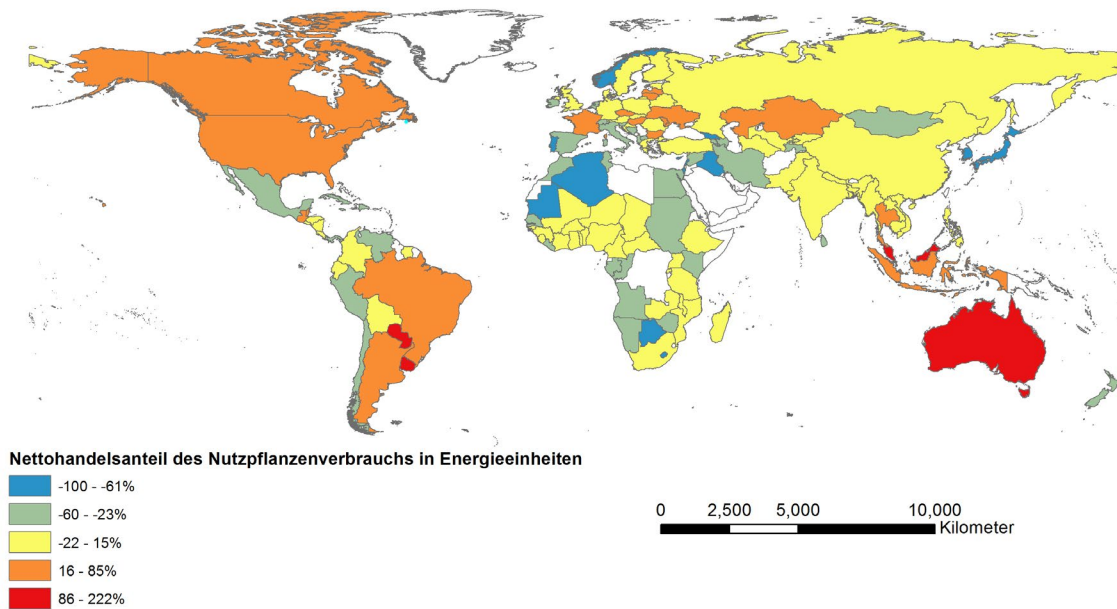 Nettohandelsanteil des Nutzpflanzenverbrauchs in Energieeinheiten
-100 - -61%
-60 - -23%
-22 - 15%
16 - 85%
86 - 222%
0 2,500 5,000 10,000
Kilometer